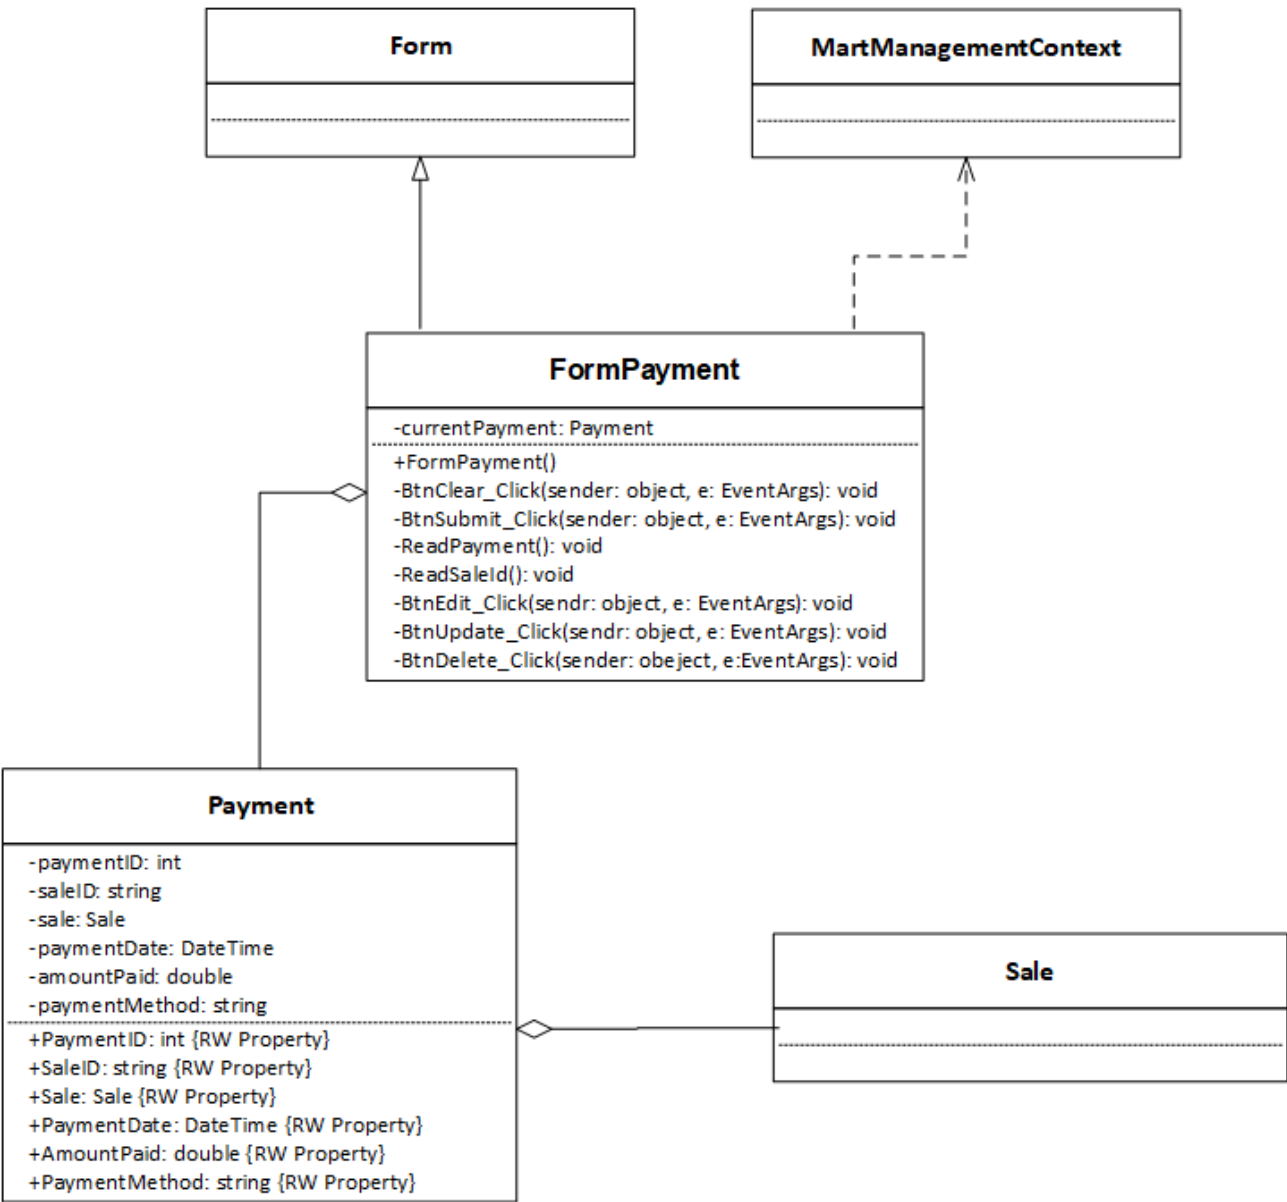 Form
MartManagementContext
FormPayment
-currentPayment: Payment
+FormPayment()
-BtnClear_Click(sender: object, e: EventArgs): void
-BtnSubmit_Click(sender: object, e: EventArgs): void
-ReadPayment(): void
-ReadSaleId(): void
-BtnEdit_Click(sendr: object, e: EventArgs): void
-BtnUpdate_Click(sendr: object, e: EventArgs): void
-BtnDelete_Click(sender: obeject, e:EventArgs): void
Payment
-paymentID: int
-saleID: string
-sale: Sale
-paymentDate: DateTime
-amountPaid: double
-paymentMethod: string
+PaymentID: int {RW Property}
+SaleID: string {RW Property}
+Sale: Sale {RW Property}
+PaymentDate: DateTime {RW Property}
+AmountPaid: double {RW Property}
+PaymentMethod: string {RW Property}
Sale